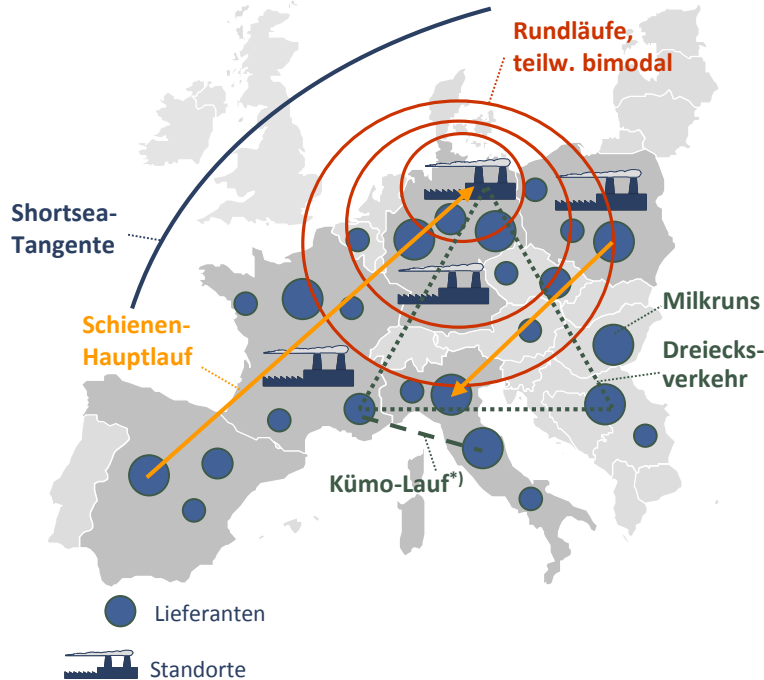 Rundläufe,
teilw. bimodal
Shortsea-
Tangente
Schienen-
Hauptlauf
Milkruns
Dreiecks-
verkehr
Kümo-Lauf*)
Lieferanten
Standorte